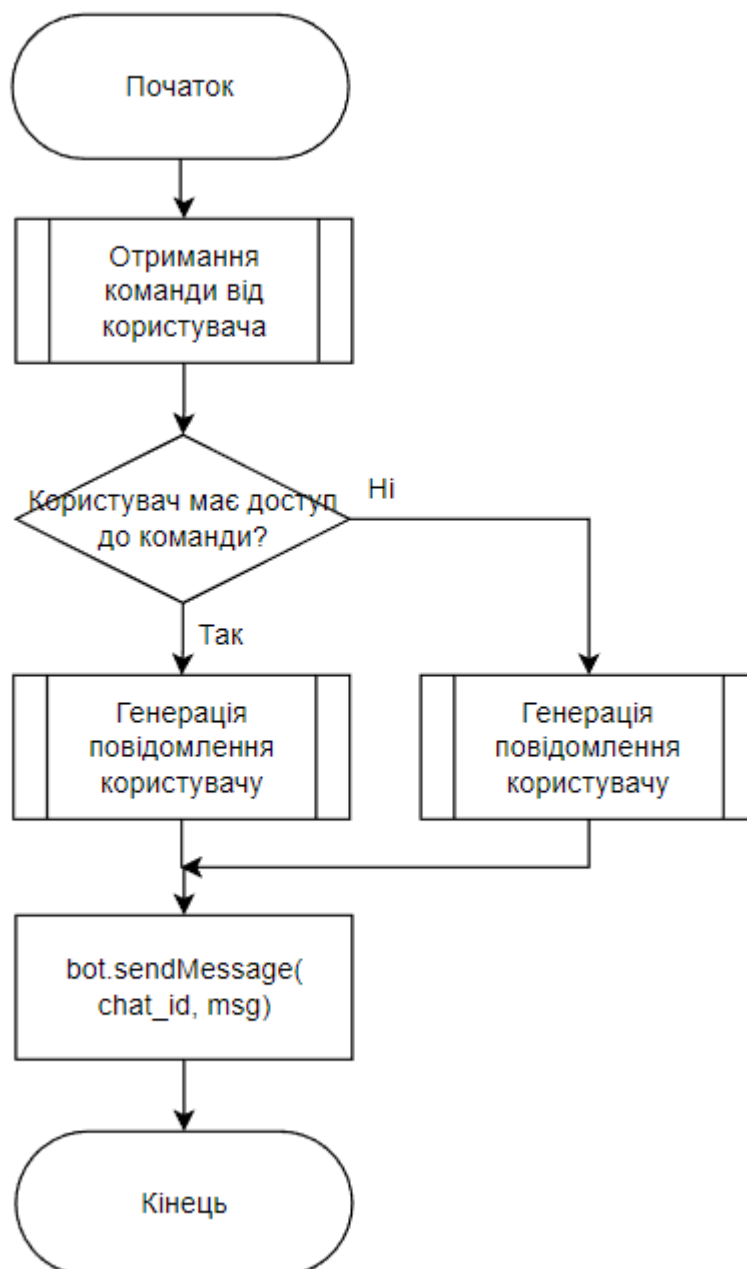 Початок
Отримання
команди від
користувача
Користувач має доступ
до команди?
Ні
Так
Генерація
повідомлення
користувачу
Генерація
повідомлення
користувачу
bot.sendMessage(
chat_id, msg)
Кінець